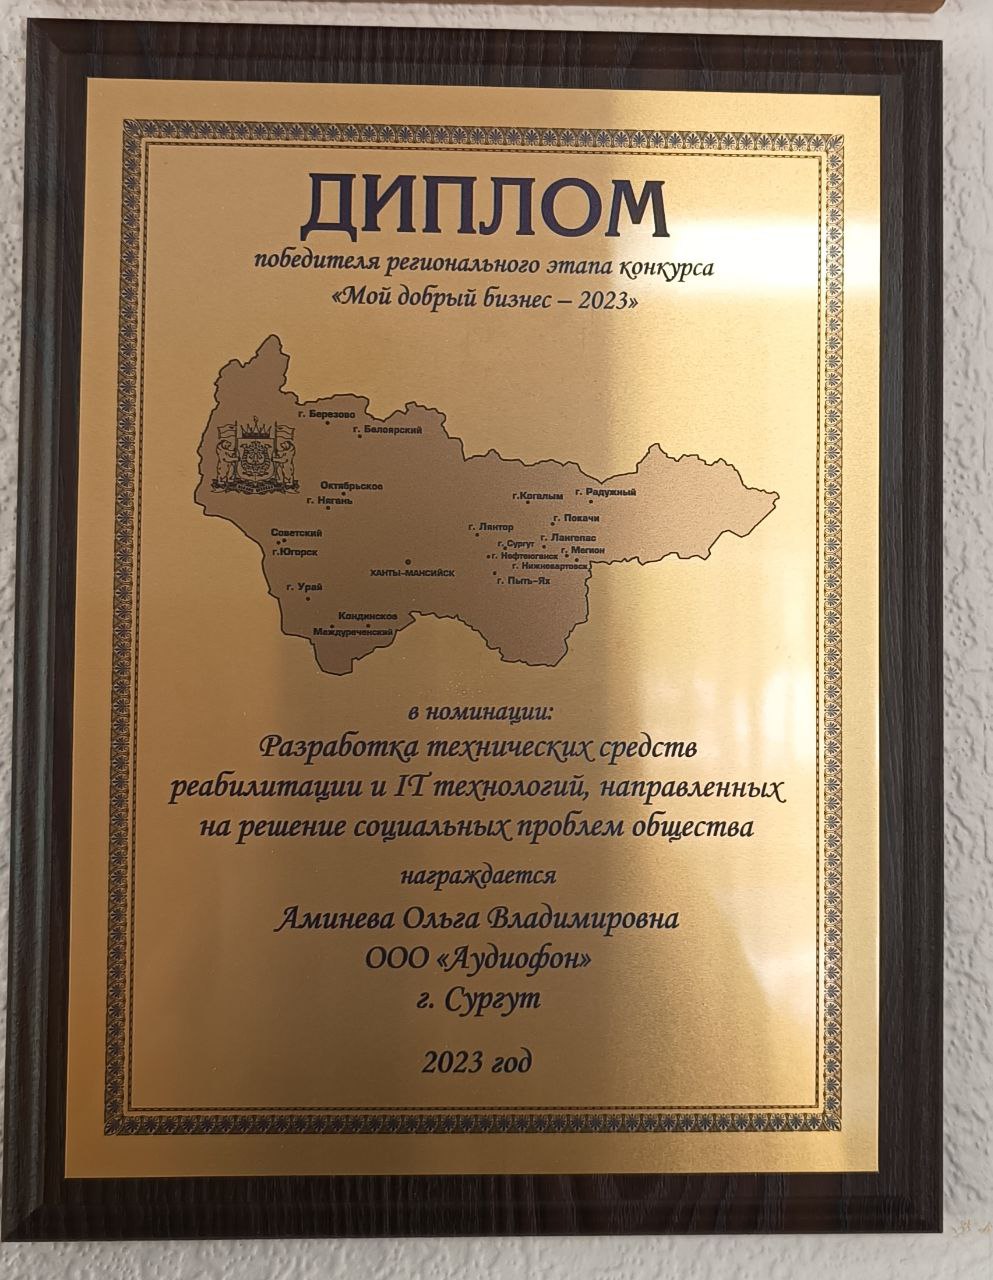 ДИПЛОМ
победителя регионального этапа конкурса
«Мой добрый бизнес – 2023»
г. Березово
г. Белоярский
Октябрьское
г. Нягань
г.Когалым
г. Радужный
г. Покачи
г. Лянтор
Советский
г. Лангепас
г. Сургут
г.Югорск
г. Мегион
г. Нефтеюганск
г. Нижневартовск
ХАНТЫ-МАНСИЙСК
г. Пыть-Ях
г. Урай
Кондинское
Междуреченский
в номинации:
Разработка технических средств
реабилитации и IT технологий, направленных
на решение социальных проблем общества
награждается
Аминева Ольга Владимировна
ООО «Аудиофон»
г. Сургут
2023 год